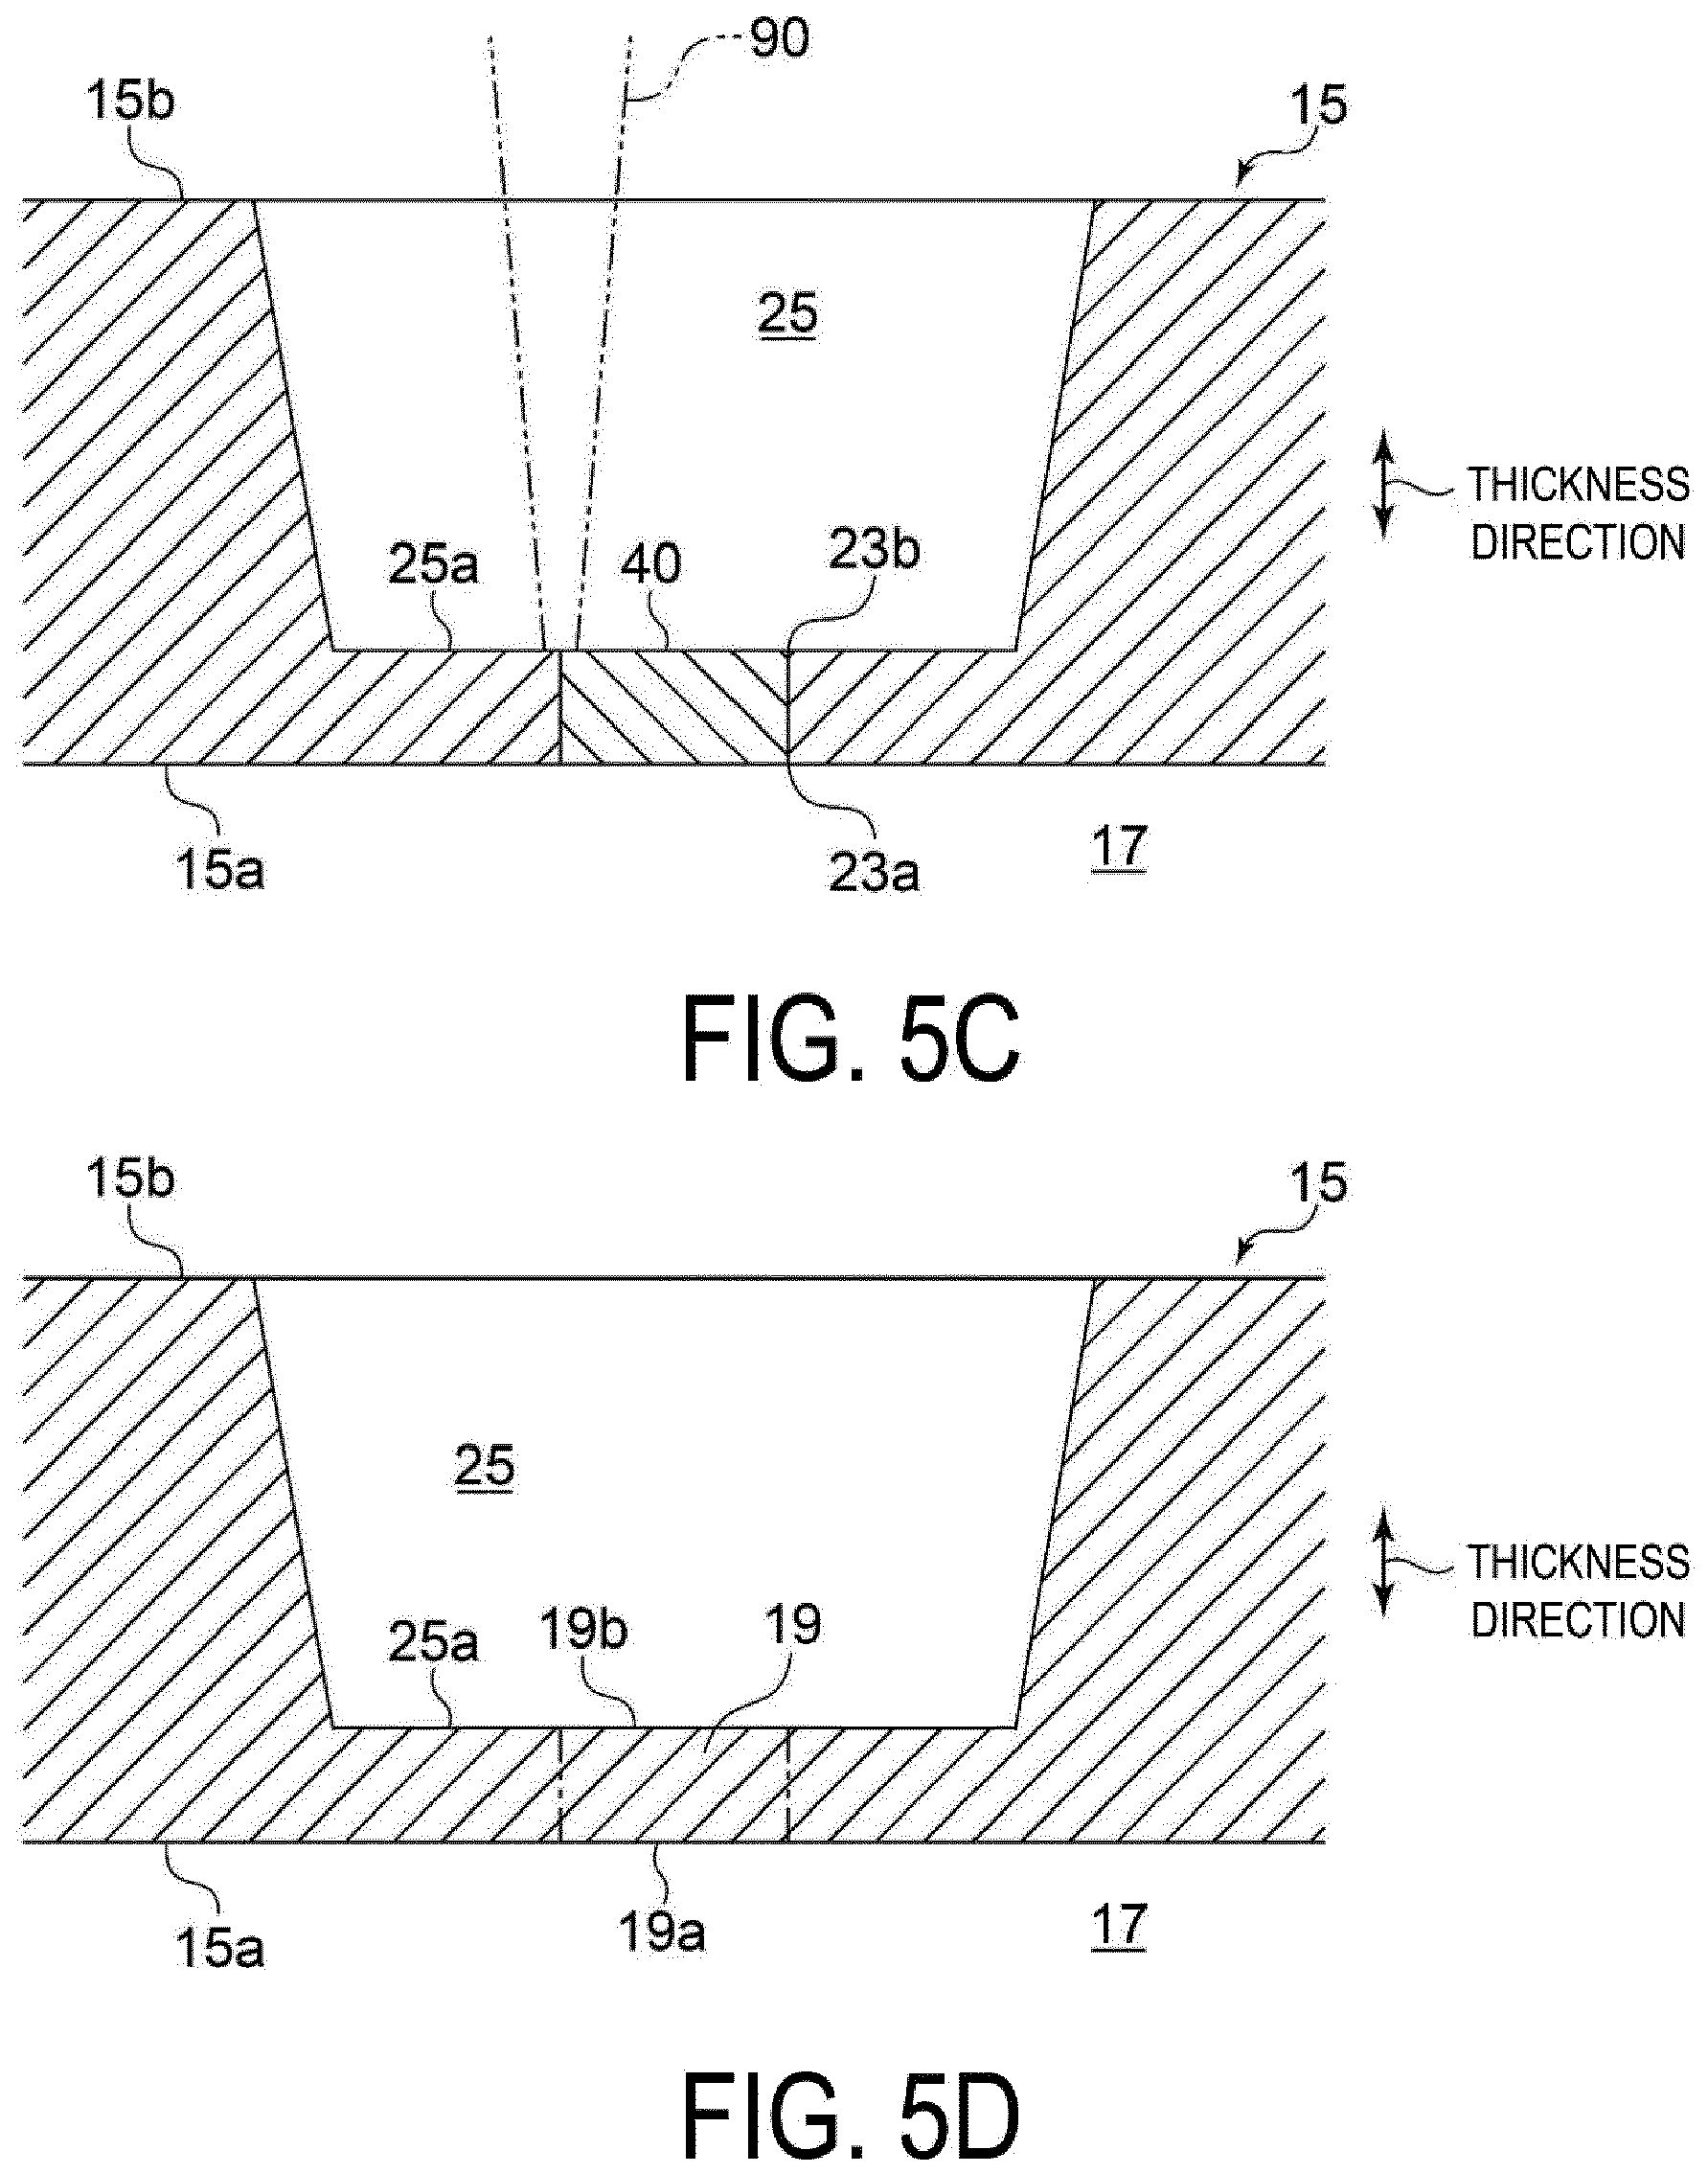 90
15b
15
25
THICKNESS
DIRECTION
25a
40
23b
15a
23a
17
FIG. 5C
15b
15
25
THICKNESS
DIRECTION
25a
19b
19
15a
19a
17
FIG. 5D